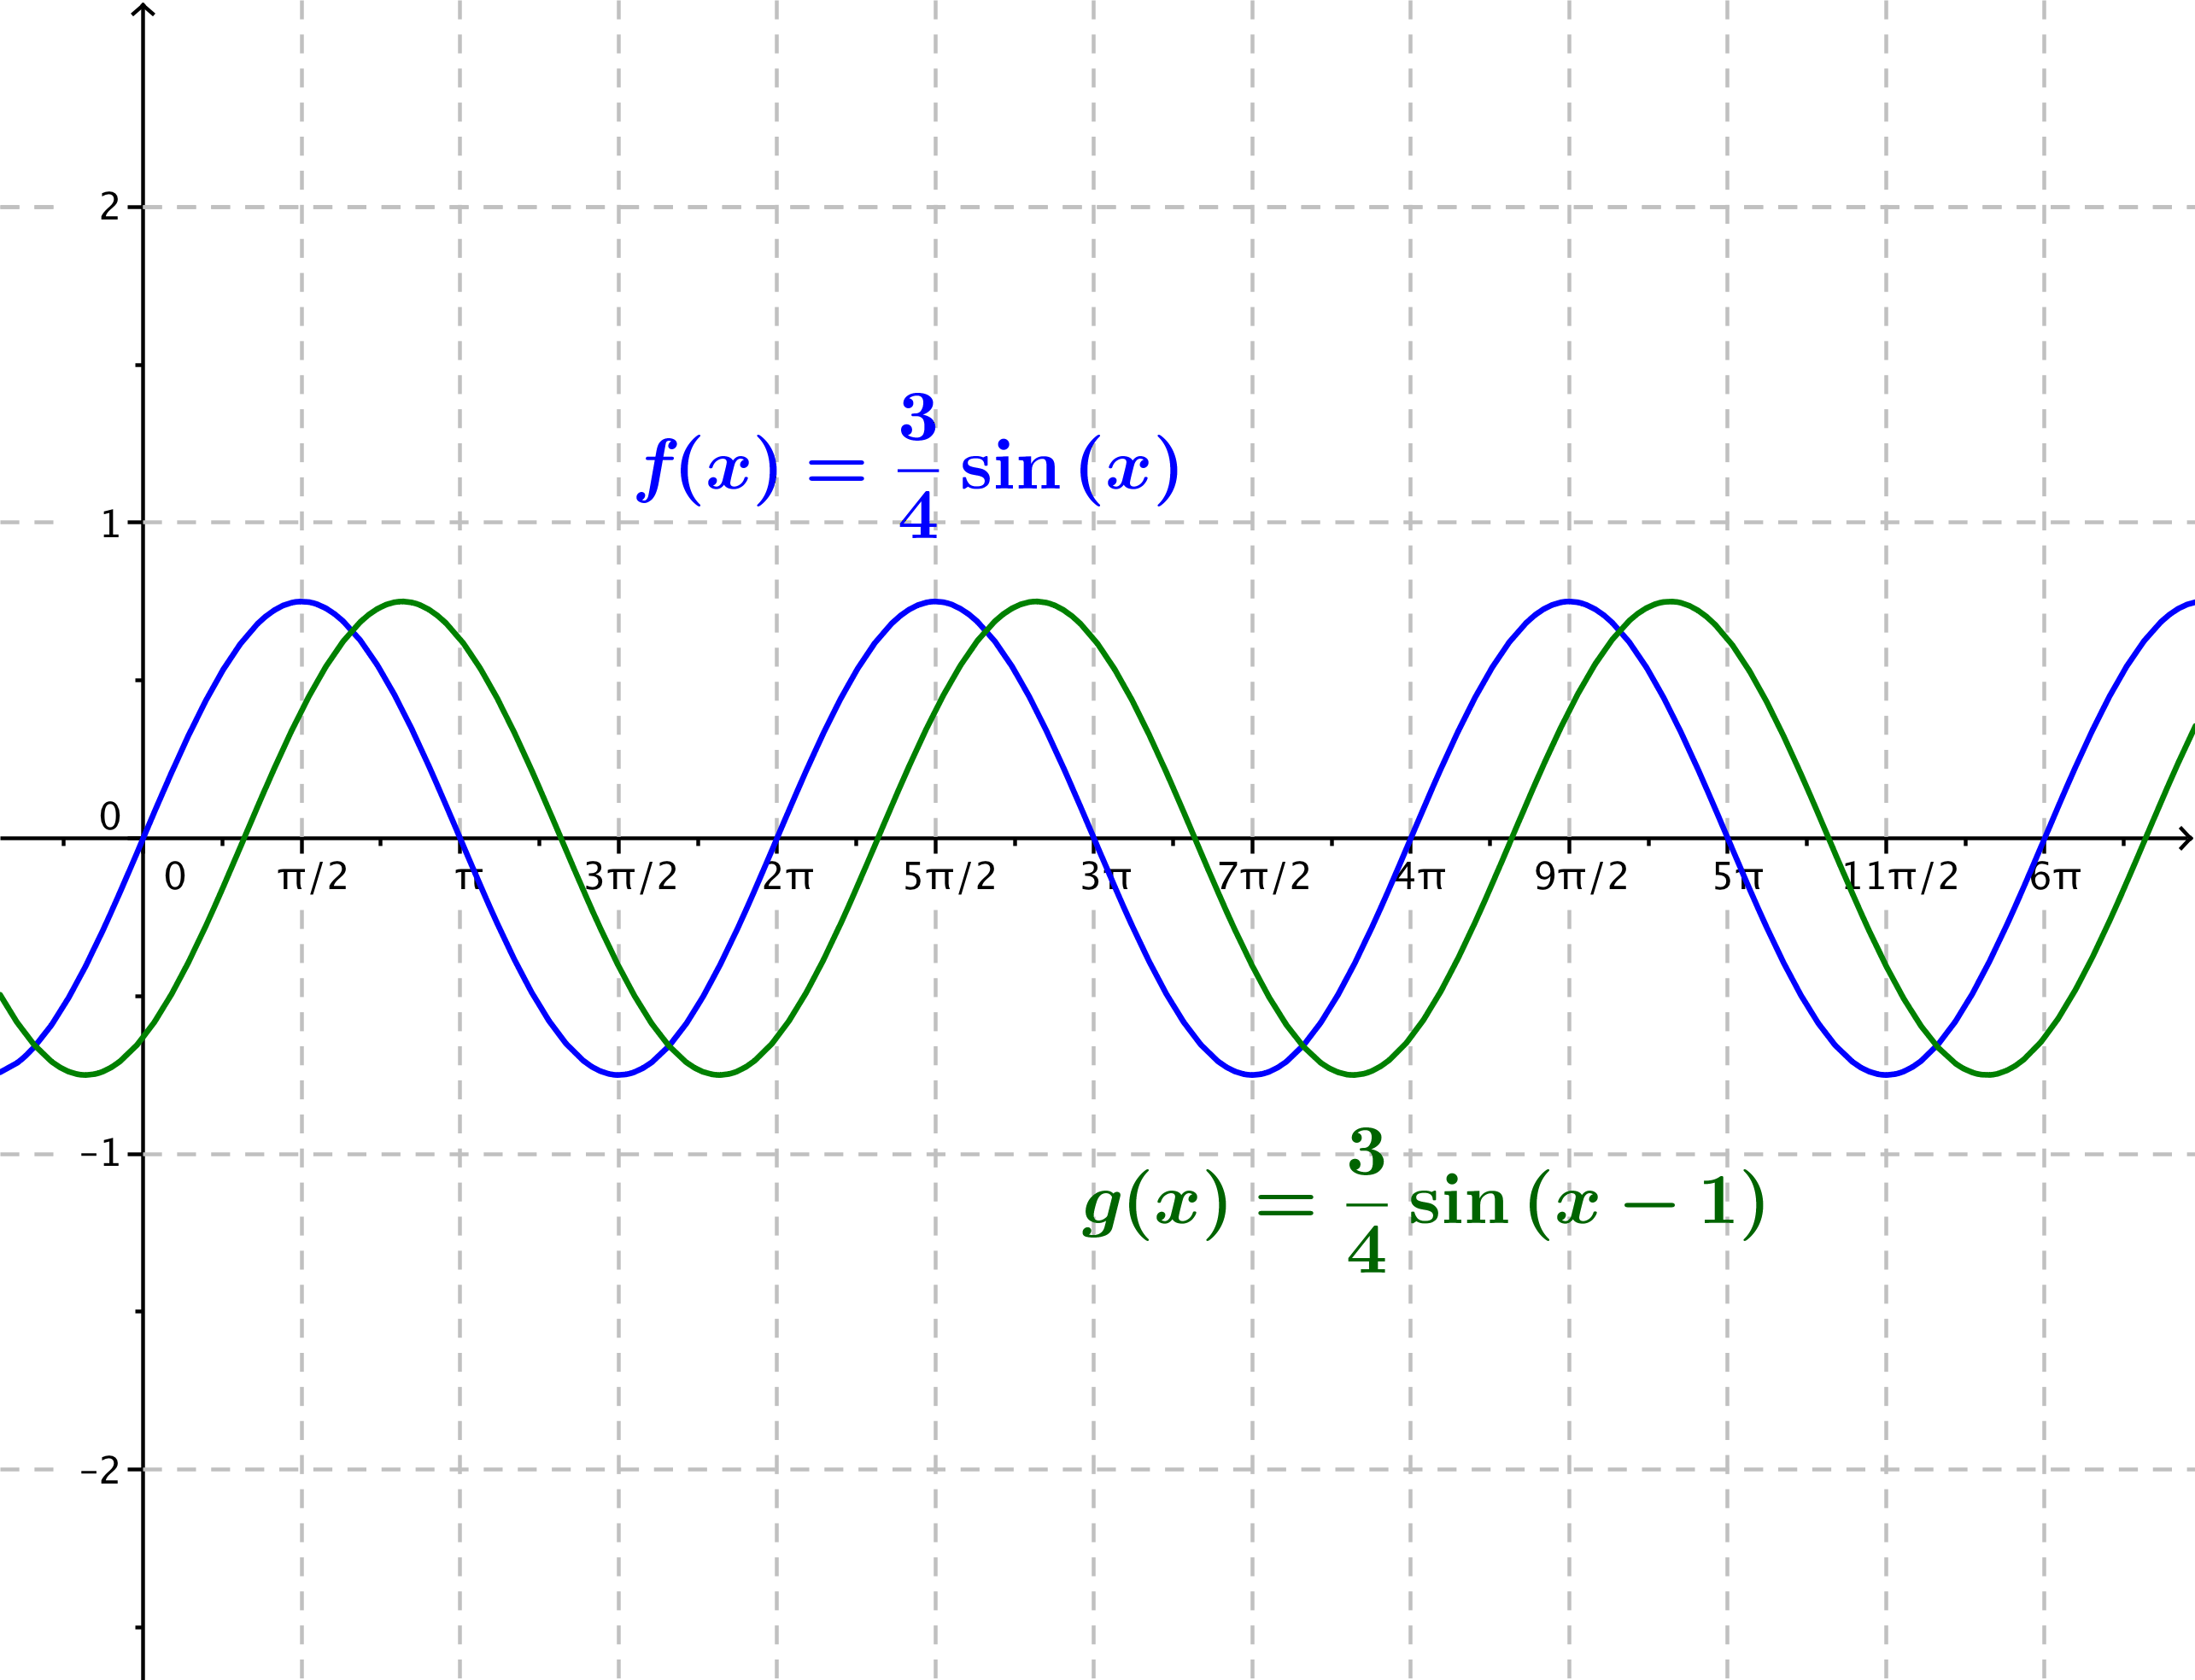 2
f(x) = 3/4 sin (x)
1
0
0 π/2 π 3π/2 2π 5π/2 3π 7π/2 4π 9π/2 5π 11π/2 6π
−1
g(x) = 3/4 sin (x − 1)
−2